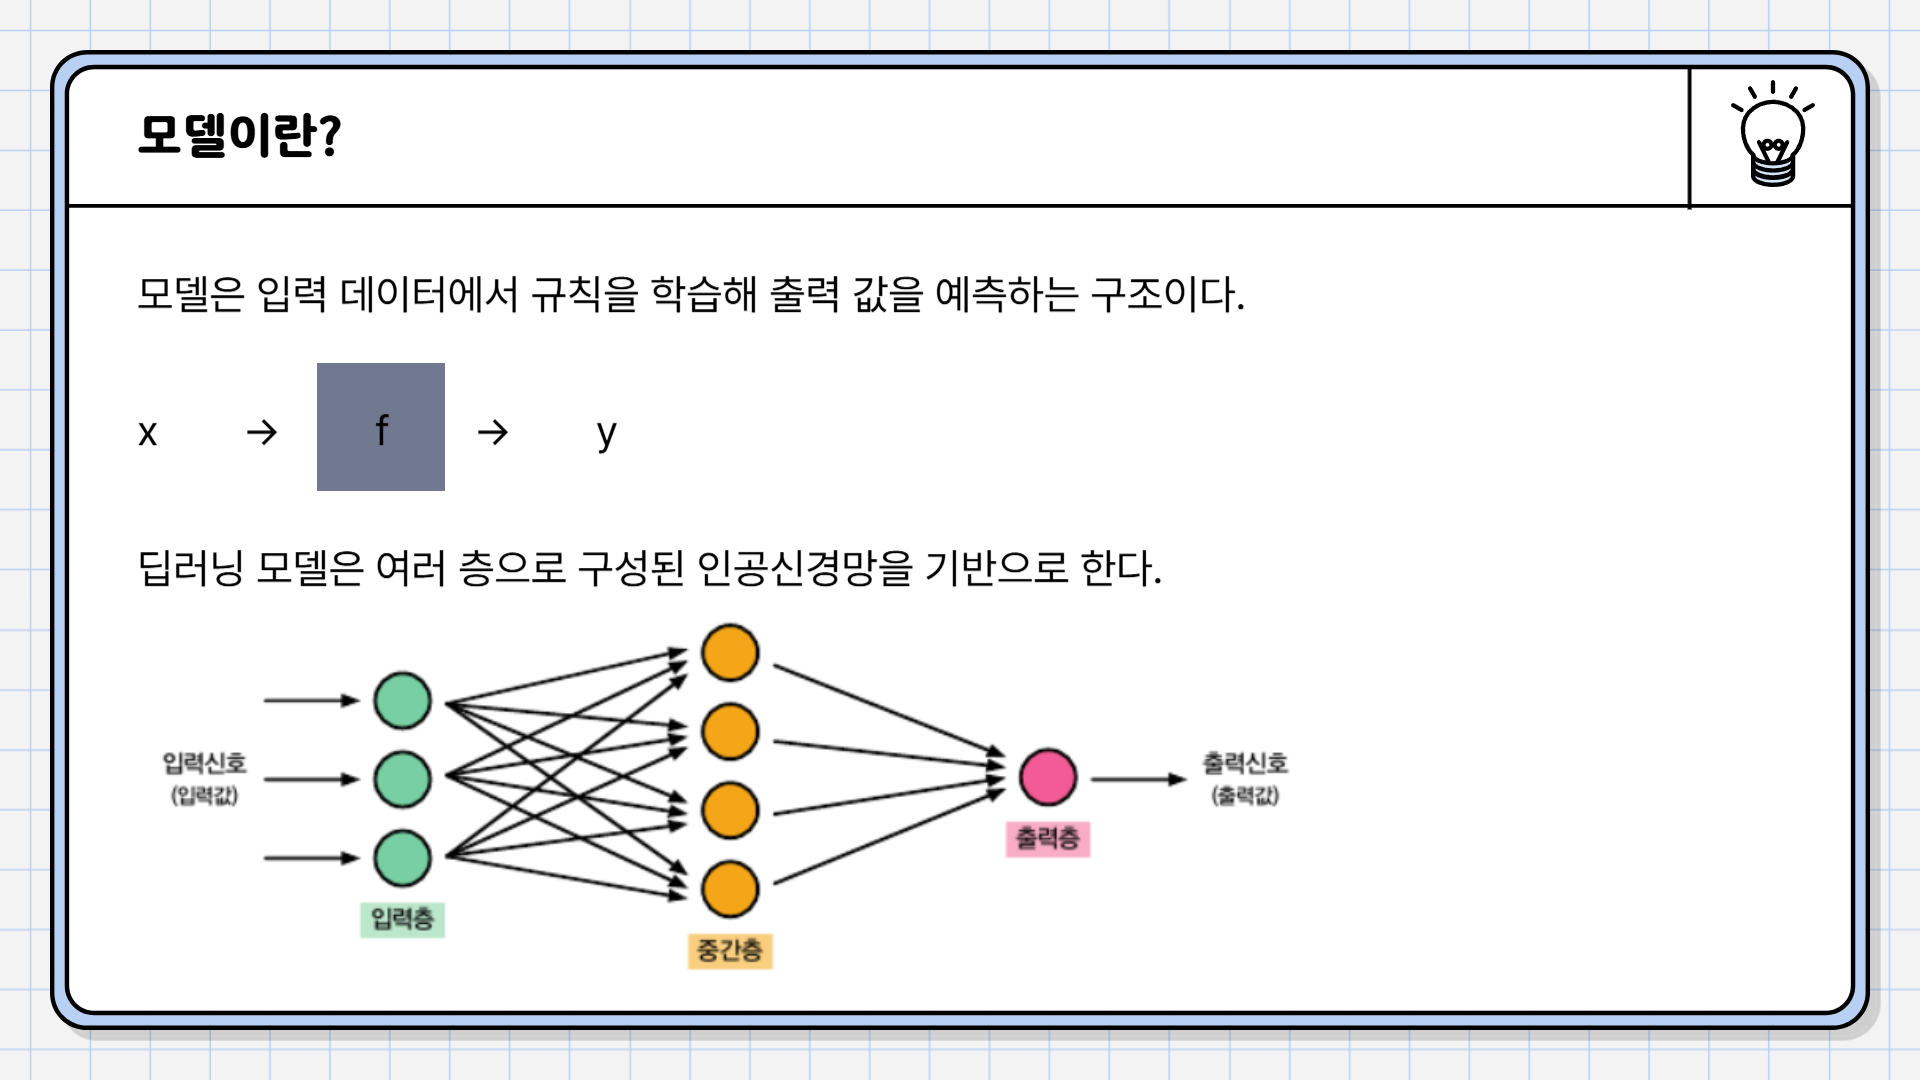 모델이란?
모델은 입력 데이터에서 규칙을 학습해 출력 값을 예측하는 구조이다.
x → f → y
딥러닝 모델은 여러 층으로 구성된 인공신경망을 기반으로 한다.
입력신호
(입력값)
입력층
중간층
출력층
출력신호
(출력값)